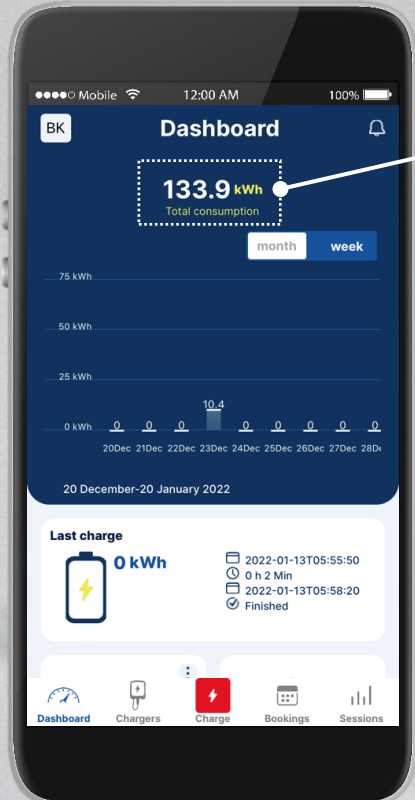 Mobile 12:00 AM 100%
BK Dashboard
133.9 kWh
Total consumption
month week
75 kWh
50 kWh
25 kWh
10.4
0 kWh 0 0 0 0 0 0 0 0
20Dec 21Dec 22Dec 23Dec 24Dec 25Dec 26Dec 27Dec 28De
20 December-20 January 2022
Last charge
0 kWh
2022-01-13T05:55:50
0 h 2 Min
2022-01-13T05:58:20
Finished
Dashboard Chargers Charge Bookings Sessions